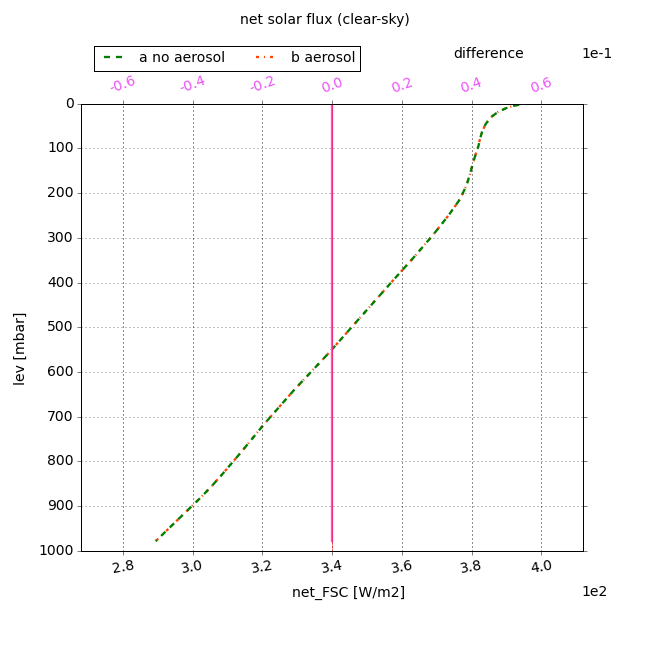 net solar flux (clear-sky)
a no aerosol b aerosol difference 1e-1
-0.6 -0.4 -0.2 0.0 0.2 0.4 0.6
0
100
200
300
400
500
600
700
800
900
1000
lev [mbar]
2.8 3.0 3.2 3.4 3.6 3.8 4.0
net_FSC [W/m2] 1e2